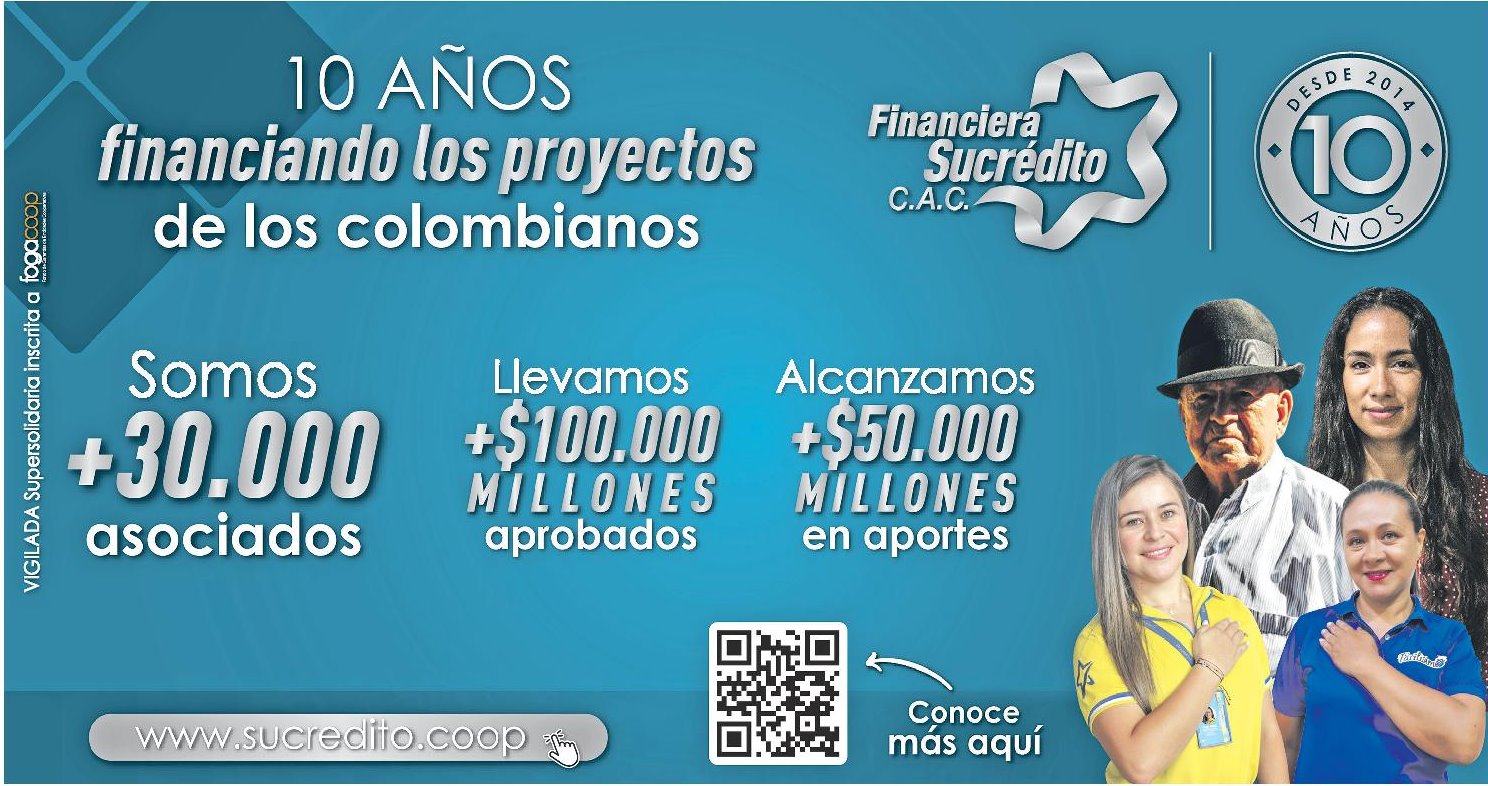 10 AÑOS
financiando los proyectos
de los colombianos
Financiera
Sucrédito
C.A.C.
DESDE 2014
10
AÑOS
VIGILADA Supersolidaria inscrita a fogacoop
Somos
+30.000
asociados
Llevamos
+$100.000
MILLONES
aprobados
Alcanzamos
+$50.000
MILLONES
en aportes
www.sucredito.coop
Conoce
más aquí